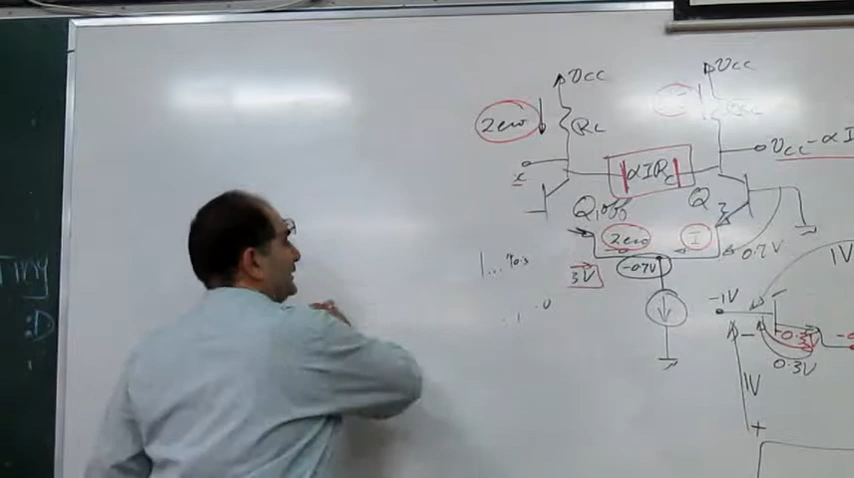 Vcc
Vcc
Zero
Rc
Vcc-αI
x
αIRc
Q1 off
Q2
Zero
I
0.7V
3V
-0.7V
1V
-1V
-0.3V
0.3V
1V
+
Tiny
:D